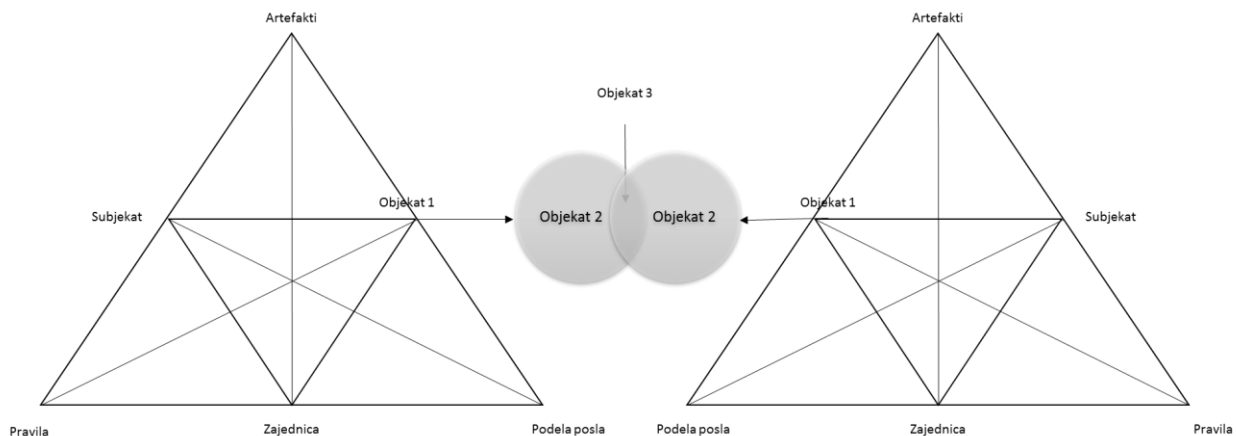 Artefakti
Artefakti
Objekat 3
Subjekat
Objekat 1
Objekat 2
Objekat 2
Objekat 1
Subjekat
Pravila
Zajednica
Podela posla
Podela posla
Zajednica
Pravila